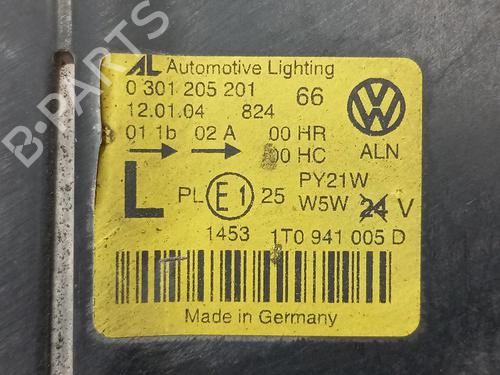 AL Automotive Lighting
0 301 205 201 66
12.01.04 824
01 1b 02 A 00 HR
00 HC ALN
L PL E1 25 PY21W
W5W 24 V
1453 1T0 941 005 D
Made in Germany
B-PARTS